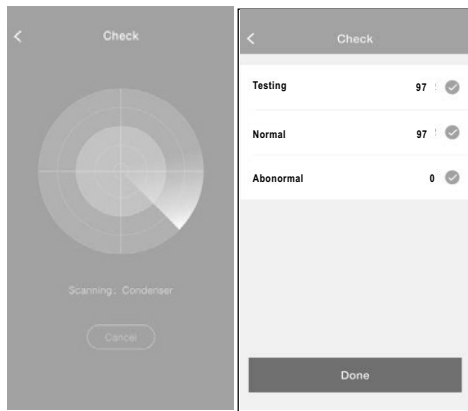 Check
Scanning: Condenser
Cancel
Check
Testing 97
Normal 97
Abonormal 0
Done